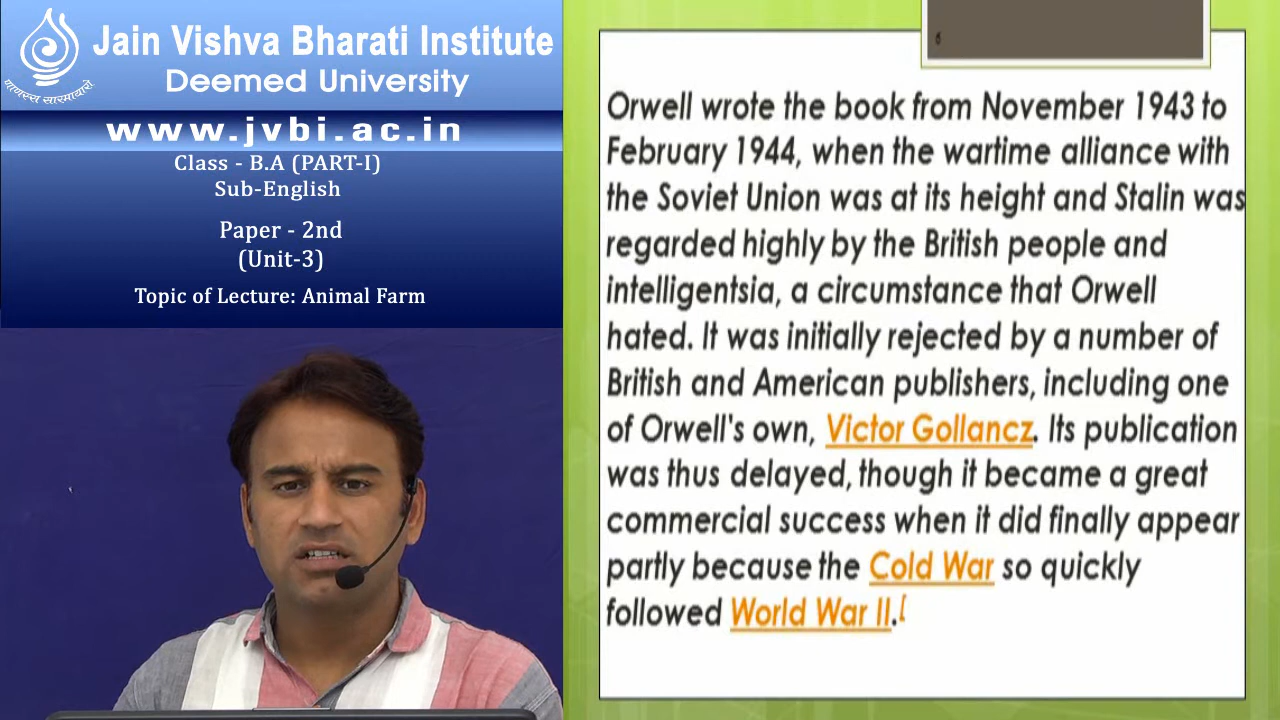 Jain Vishva Bharati Institute
Deemed University
णाणस्स सारमायारो
www.jvbi.ac.in
Class - B.A (PART-I)
Sub-English
Paper - 2nd
(Unit-3)
Topic of Lecture: Animal Farm
6
Orwell wrote the book from November 1943 to
February 1944, when the wartime alliance with
the Soviet Union was at its height and Stalin was
regarded highly by the British people and
intelligentsia, a circumstance that Orwell
hated. It was initially rejected by a number of
British and American publishers, including one
of Orwell's own, Victor Gollancz. Its publication
was thus delayed, though it became a great
commercial success when it did finally appear
partly because the Cold War so quickly
followed World War II.[